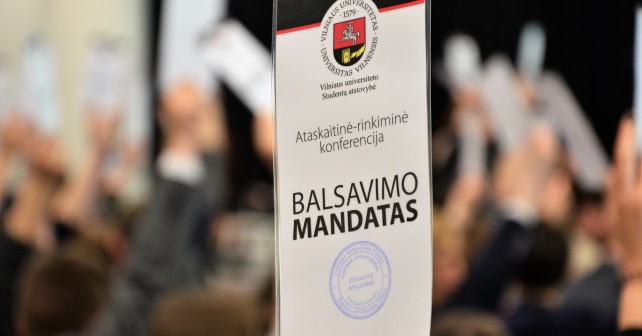 VILNIAUS UNIVERSITETAS
· 1579 ·
UNIVERSITAS VILNENSIS
Vilniaus universiteto
Studentų atstovybė
Ataskaitinė-rinkiminė
konferencija
BALSAVIMO
MANDATAS